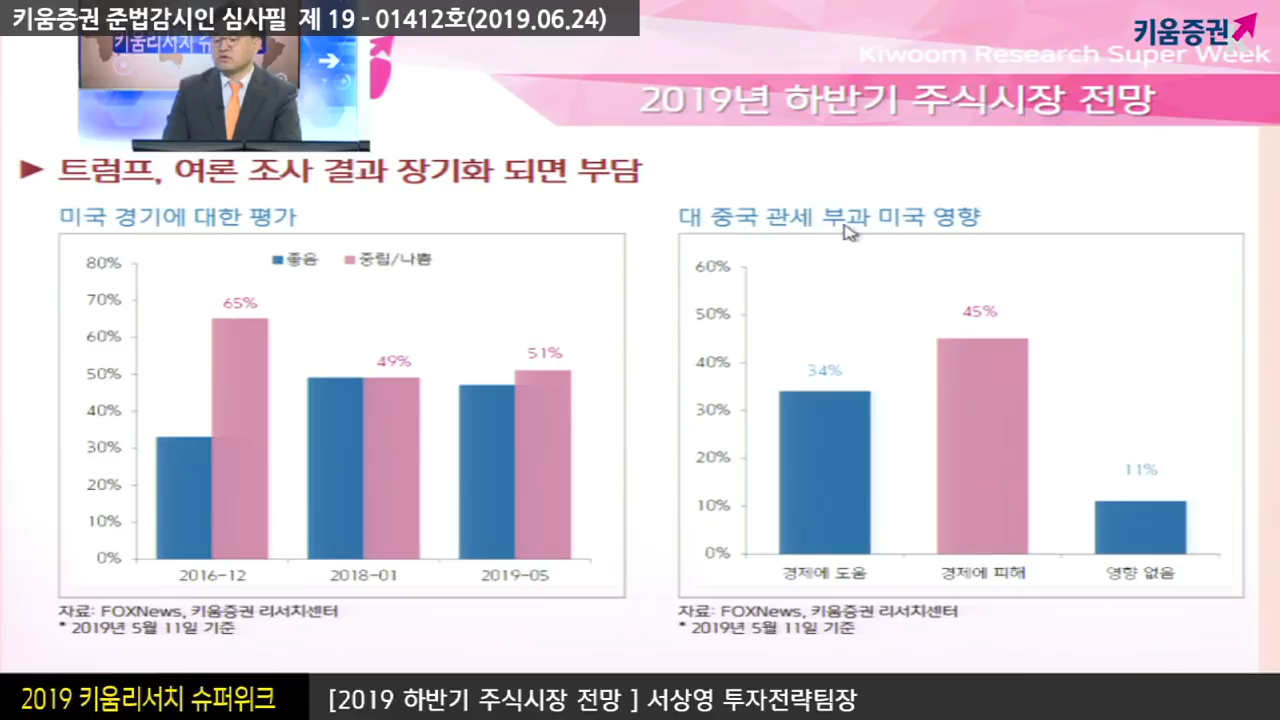 키움증권 준법감시인 심사필 제 19 - 01412호(2019.06.24)
키움증권
키움리서치 슈
Kiwoom Research Super Week
2019년 하반기 주식시장 전망
▶ 트럼프, 여론 조사 결과 장기화 되면 부담
미국 경기에 대한 평가
좋음 중립/나쁨
80%
70%
60%
50%
40%
30%
20%
10%
0%
65%
49%
51%
2016-12 2018-01 2019-05
자료: FOXNews, 키움증권 리서치센터
* 2019년 5월 11일 기준
대 중국 관세 부과 미국 영향
60%
50%
40%
30%
20%
10%
0%
34%
45%
11%
경제에 도움 경제에 피해 영향 없음
자료: FOXNews, 키움증권 리서치센터
* 2019년 5월 11일 기준
2019 키움리서치 슈퍼위크
[2019 하반기 주식시장 전망 ] 서상영 투자전략팀장